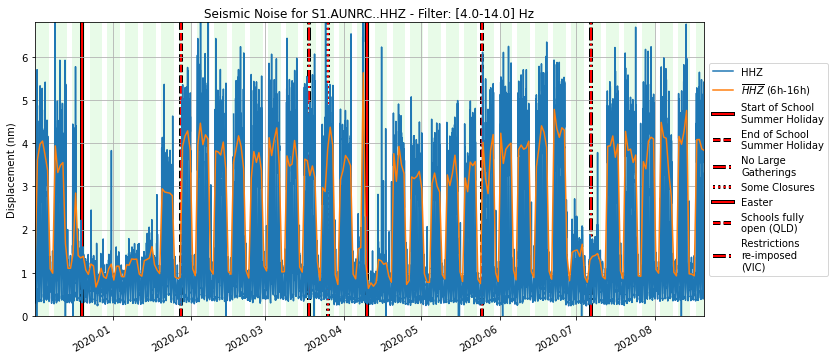 Seismic Noise for S1.AUNRC..HHZ - Filter: [4.0-14.0] Hz
Displacement (nm)
6
5
4
3
2
1
0
2020-01
2020-02
2020-03
2020-04
2020-05
2020-06
2020-07
2020-08
HHZ
HHZ (6h-16h)
Start of School
Summer Holiday
End of School
Summer Holiday
No Large
Gatherings
Some Closures
Easter
Schools fully
open (QLD)
Restrictions
re-imposed
(VIC)